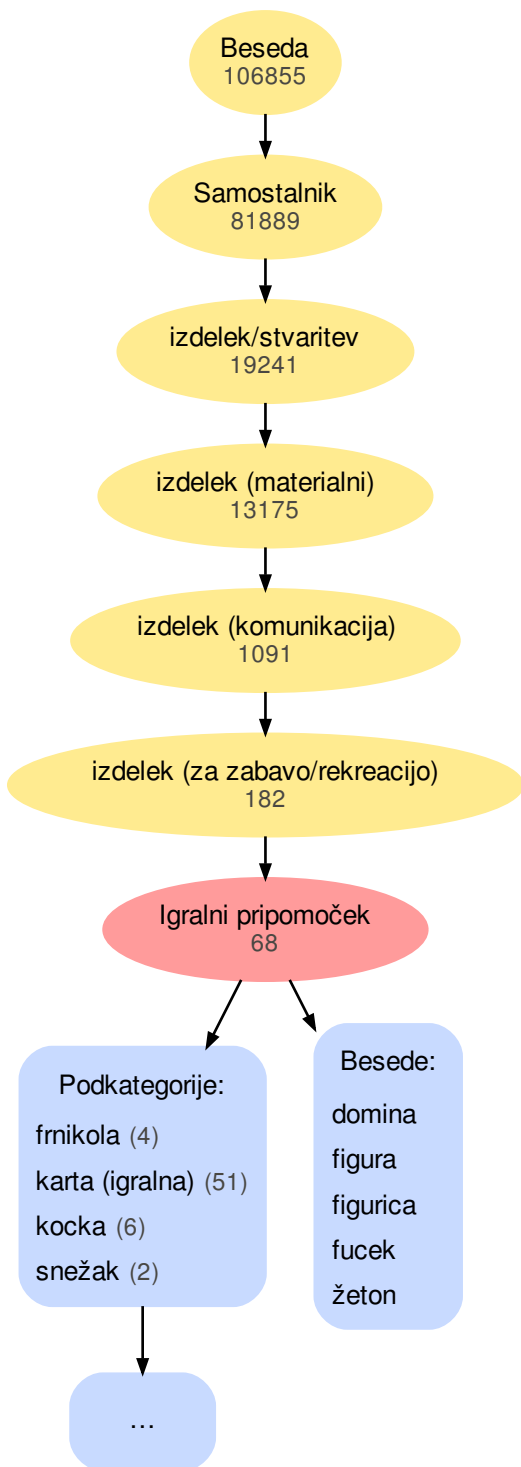 Beseda
106855
Samostalnik
81889
izdelek/stvaritev
19241
izdelek (materialni)
13175
izdelek (komunikacija)
1091
izdelek (za zabavo/rekreacijo)
182
Igralni pripomoček
68
Podkategorije:
frnikola (4)
karta (igralna) (51)
kocka (6)
snežak (2)
Besede:
domina
figura
figurica
fucek
žeton
...